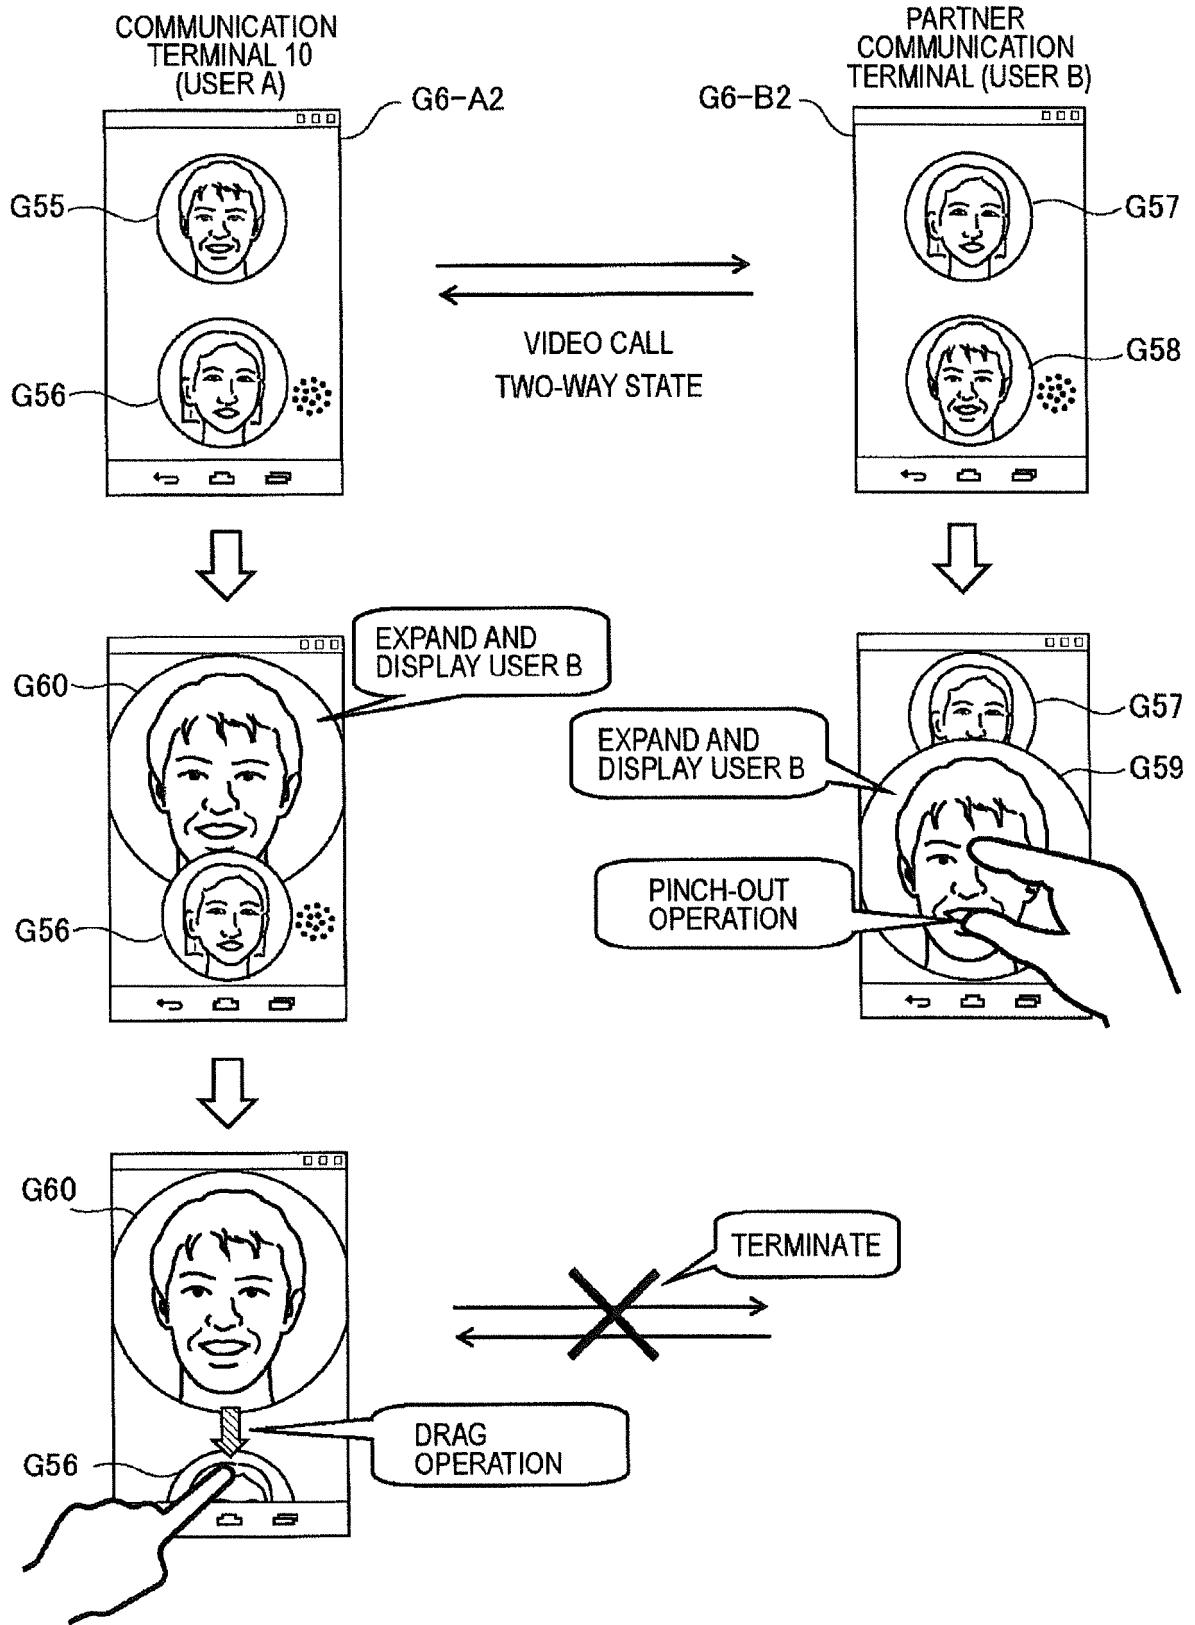 COMMUNICATION
TERMINAL 10
(USER A)
PARTNER
COMMUNICATION
TERMINAL (USER B)
G6-A2
G6-B2
G55
G57
VIDEO CALL
TWO-WAY STATE
G56
G58
EXPAND AND
DISPLAY USER B
G60
G57
EXPAND AND
DISPLAY USER B
G59
PINCH-OUT
OPERATION
G56
G60
TERMINATE
DRAG
OPERATION
G56